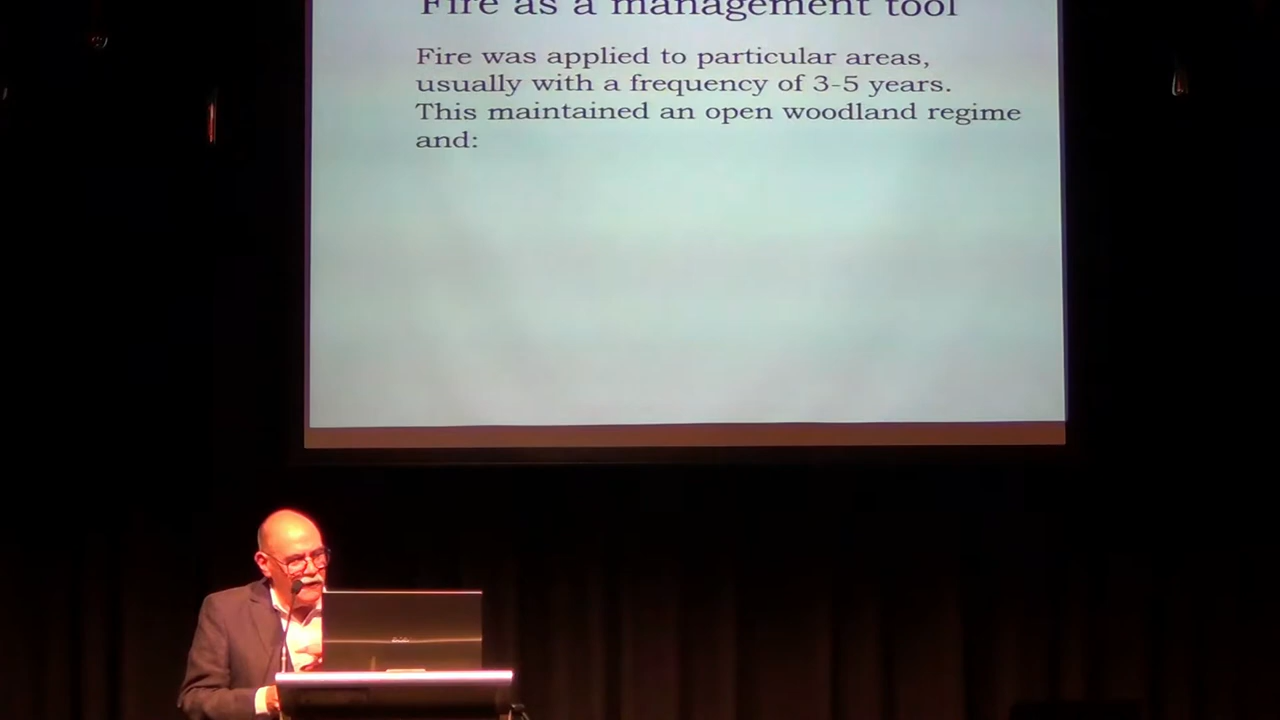 Fire as a management tool
Fire was applied to particular areas,
usually with a frequency of 3-5 years.
This maintained an open woodland regime
and: